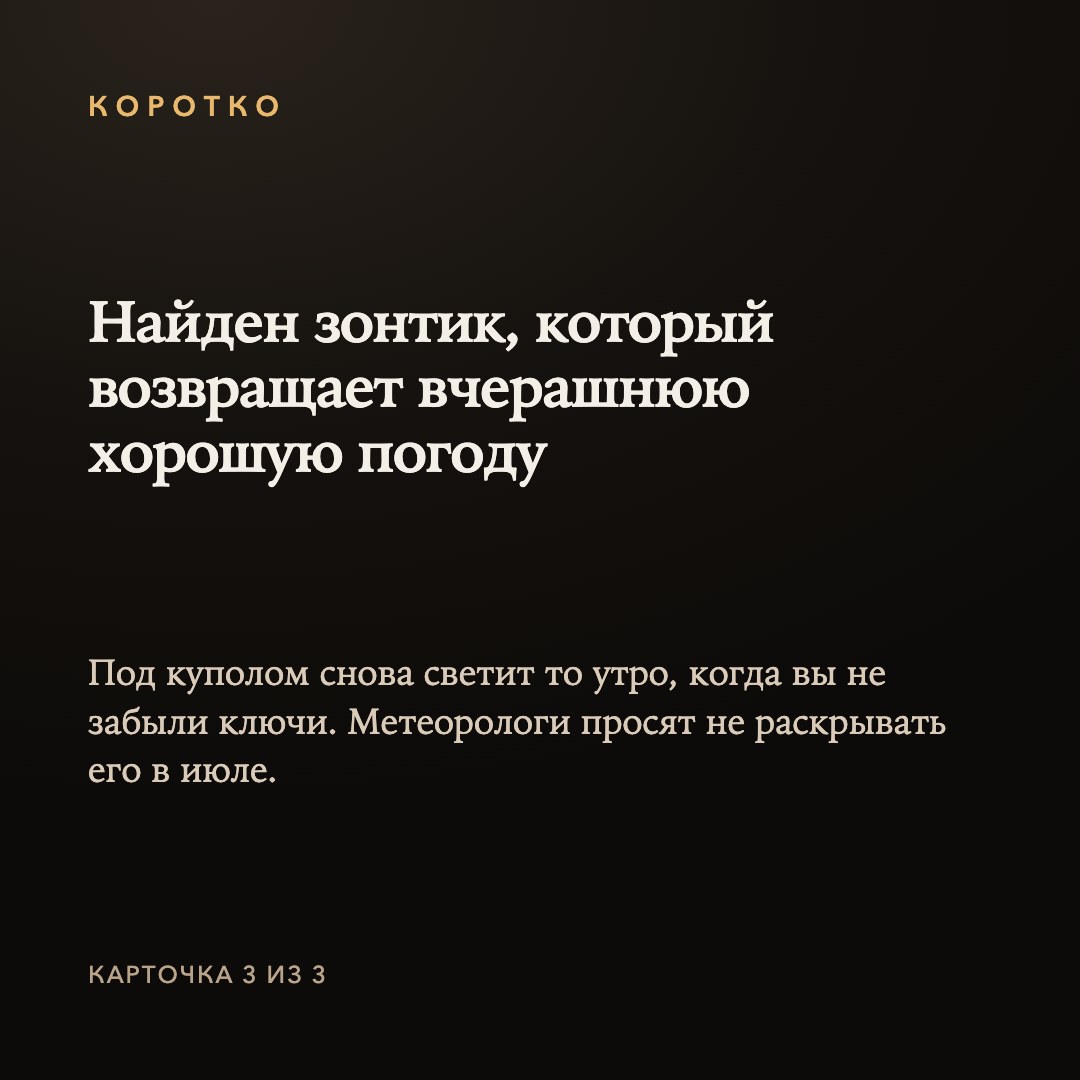 КОРОТКО
Найден зонтик, который
возвращает вчерашнюю
хорошую погоду
Под куполом снова светит то утро, когда вы не
забыли ключи. Метеорологи просят не раскрывать
его в июле.
КАРТОЧКА 3 ИЗ 3